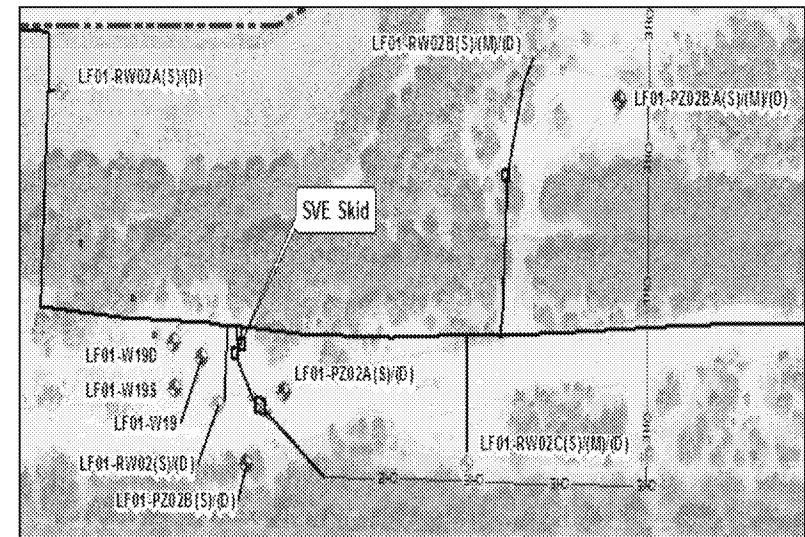 LF01-RW02B(S)/(M)/(D)
LF01-RW02A(S)/(D)
LF01-PZ02BA(S)/(M)/(D)
SVE Skid
LF01-W19D
LF01-W19S
LF01-PZ02A(S)/(D)
LF01-W19
LF01-RW02C(S)/(M)/(D)
LF01-RW02(S)/(D)
LF01-PZ02B(S)/(D)